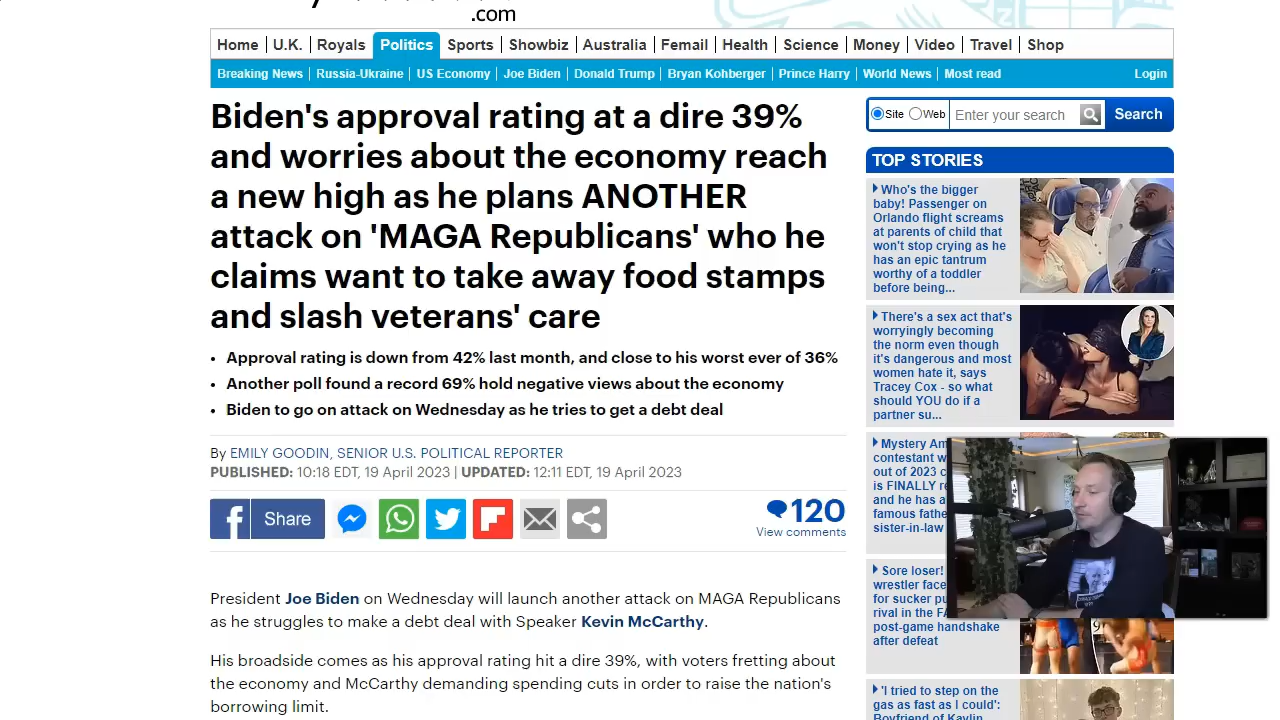 .com
Home U.K. Royals Politics Sports Showbiz Australia Femail Health Science Money Video Travel Shop
Breaking News Russia-Ukraine US Economy Joe Biden Donald Trump Bryan Kohberger Prince Harry World News Most read Login
Biden's approval rating at a dire 39%
and worries about the economy reach
a new high as he plans ANOTHER
attack on 'MAGA Republicans' who he
claims want to take away food stamps
and slash veterans' care
• Approval rating is down from 42% last month, and close to his worst ever of 36%
• Another poll found a record 69% hold negative views about the economy
• Biden to go on attack on Wednesday as he tries to get a debt deal
By EMILY GOODIN, SENIOR U.S. POLITICAL REPORTER
PUBLISHED: 10:18 EDT, 19 April 2023 | UPDATED: 12:11 EDT, 19 April 2023
Share
120
View comments
President Joe Biden on Wednesday will launch another attack on MAGA Republicans
as he struggles to make a debt deal with Speaker Kevin McCarthy.
His broadside comes as his approval rating hit a dire 39%, with voters fretting about
the economy and McCarthy demanding spending cuts in order to raise the nation's
borrowing limit.
Site Web Enter your search Search
TOP STORIES
Who's the bigger
baby! Passenger on
Orlando flight screams
at parents of child that
won't stop crying as he
has an epic tantrum
worthy of a toddler
before being...
There's a sex act that's
worryingly becoming
the norm even though
it's dangerous and most
women hate it, says
Tracey Cox - so what
should YOU do if a
partner su...
Mystery Am
contestant w
out of 2023
is FINALLY
and he has a
famous fathe
sister-in-law
Sore loser!
wrestler face
for sucker pu
rival in the
post-game handshake
after defeat
'I tried to step on the
gas as fast as I could':
Boyfriend of Kaylin